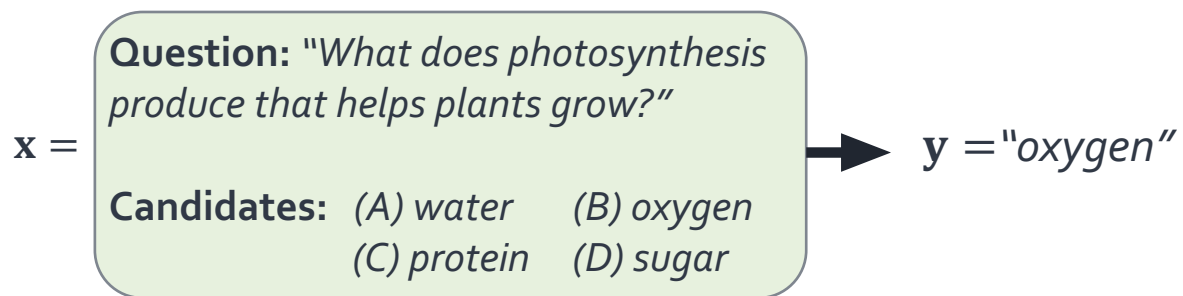 Question: “What does photosynthesis
produce that helps plants grow?”
x =
y =“oxygen”
Candidates: (A) water (B) oxygen
(C) protein (D) sugar